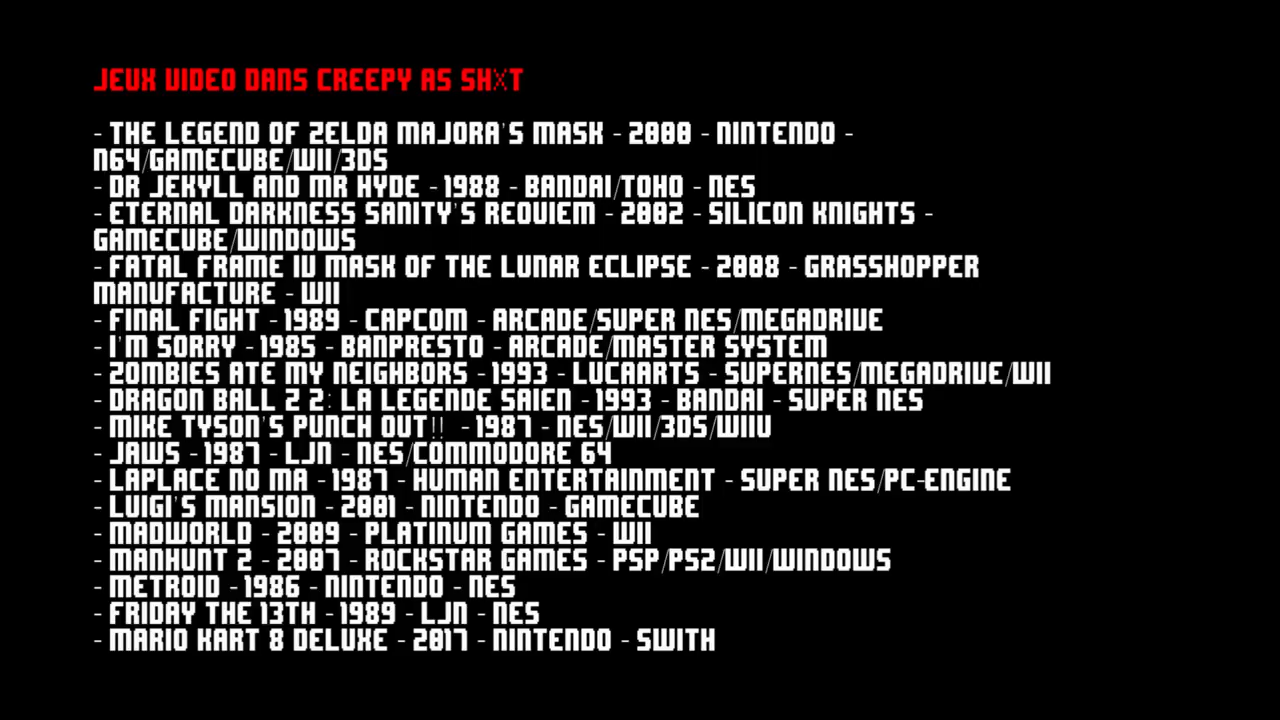 JEUX VIDEO DANS CREEPY AS SHXT
- THE LEGEND OF ZELDA MAJORA'S MASK - 2000 - NINTENDO -
N64/GAMECUBE/WII/3DS
- DR JEKYLL AND MR HYDE - 1988 - BANDAI/TOHO - NES
- ETERNAL DARKNESS SANITY'S REQUIEM - 2002 - SILICON KNIGHTS -
GAMECUBE/WINDOWS
- FATAL FRAME IV MASK OF THE LUNAR ECLIPSE - 2008 - GRASSHOPPER
MANUFACTURE - WII
- FINAL FIGHT - 1989 - CAPCOM - ARCADE/SUPER NES/MEGADRIVE
- I'M SORRY - 1985 - BANPRESTO - ARCADE/MASTER SYSTEM
- ZOMBIES ATE MY NEIGHBORS - 1993 - LUCAARTS - SUPERNES/MEGADRIVE/WII
- DRAGON BALL Z 2: LA LEGENDE SAIEN - 1993 - BANDAI - SUPER NES
- MIKE TYSON'S PUNCH OUT!! - 1987 - NES/WII/3DS/WIIU
- JAWS - 1987 - LJN - NES/COMMODORE 64
- LAPLACE NO MA - 1987 - HUMAN ENTERTAINMENT - SUPER NES/PC-ENGINE
- LUIGI'S MANSION - 2001 - NINTENDO - GAMECUBE
- MADWORLD - 2009 - PLATINUM GAMES - WII
- MANHUNT 2 - 2007 - ROCKSTAR GAMES - PSP/PS2/WII/WINDOWS
- METROID - 1986 - NINTENDO - NES
- FRIDAY THE 13TH - 1989 - LJN - NES
- MARIO KART 8 DELUXE - 2017 - NINTENDO - SWITH